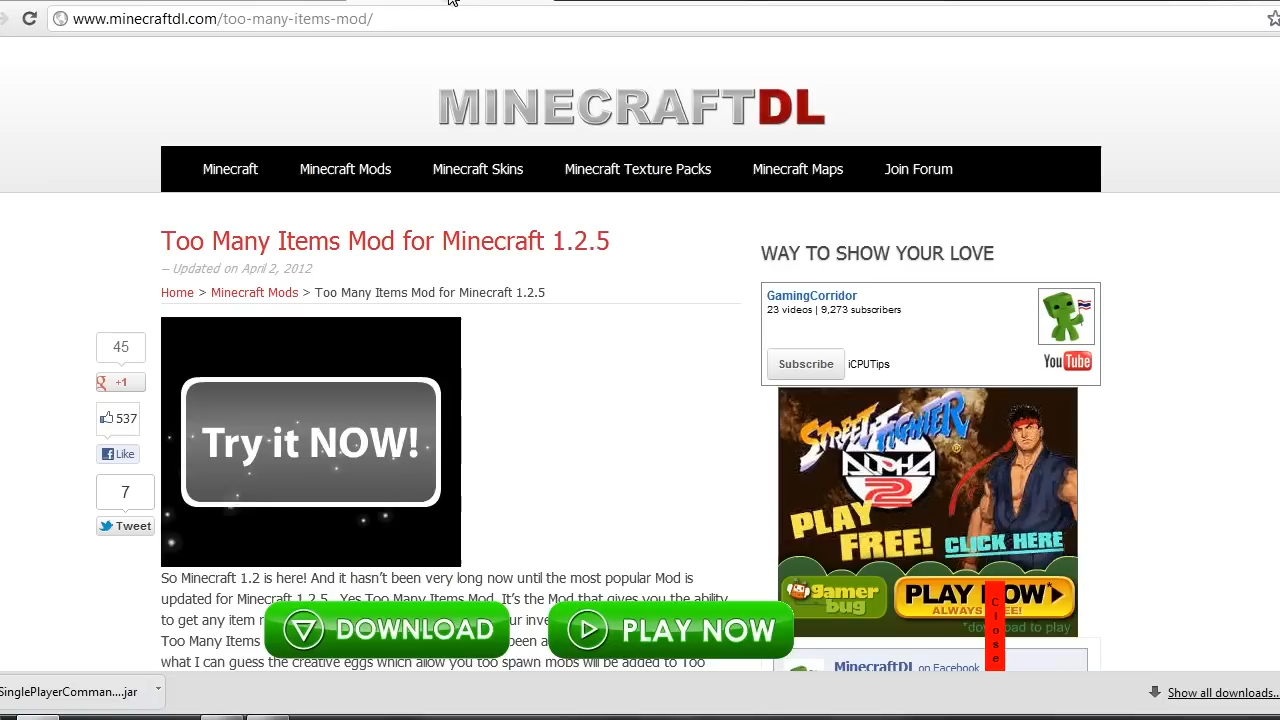 www.minecraftdl.com/too-many-items-mod/
MINECRAFTDL
Minecraft Minecraft Mods Minecraft Skins Minecraft Texture Packs Minecraft Maps Join Forum
Too Many Items Mod for Minecraft 1.2.5
– Updated on April 2, 2012
Home > Minecraft Mods > Too Many Items Mod for Minecraft 1.2.5
45
+1
537
Like
7
Tweet
Try it NOW!
So Minecraft 1.2 is here! And it hasn't been very long now until the most popular Mod is
updated for Minecraft Yes Too Many Items Mod. It's the Mod that gives you the ability
to get any item
Too Many Items been
what I can guess the creative eggs which allow you too spawn mobs will be added to Too
DOWNLOAD
PLAY NOW
WAY TO SHOW YOUR LOVE
GamingCorridor
23 videos | 9,273 subscribers
Subscribe iCPUTips
YouTube
STREET FIGHTER
ALPHA
2
PLAY
FREE!
CLICK HERE
gamer
bug
PLAY NOW*
ALWAYS FREE!
*download to play
Close
MinecraftDL on Facebook
SinglePlayerComman....jar
Show all downloads...